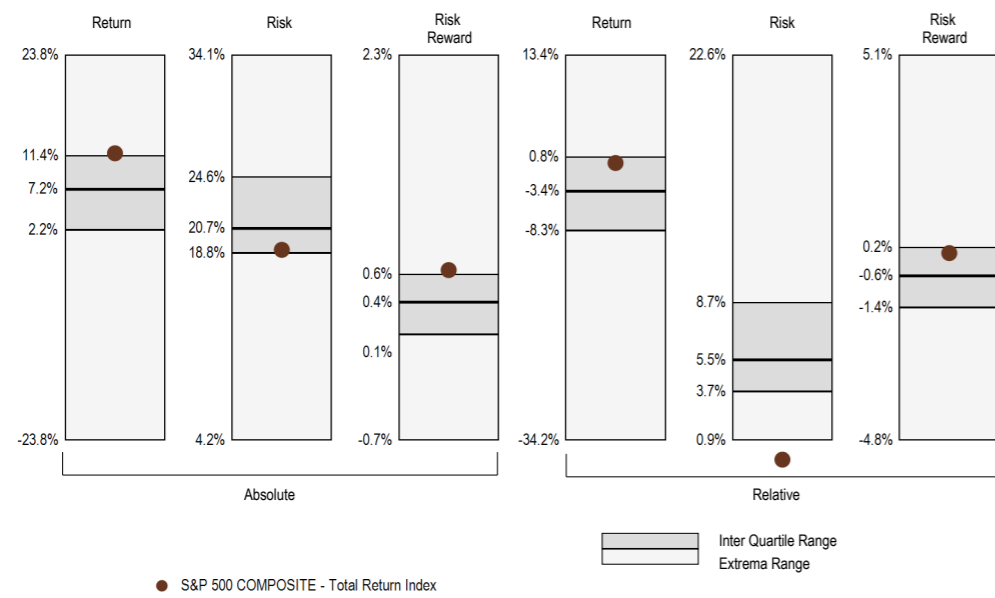 Return
Risk
Risk
Reward
Return
Risk
Risk
Reward
23.8%
11.4%
7.2%
2.2%
-23.8%
34.1%
24.6%
20.7%
18.8%
4.2%
2.3%
0.6%
0.4%
0.1%
-0.7%
13.4%
0.8%
-3.4%
-8.3%
-34.2%
22.6%
8.7%
5.5%
3.7%
0.9%
5.1%
0.2%
-0.6%
-1.4%
-4.8%
Absolute
Relative
Inter Quartile Range
Extrema Range
S&P 500 COMPOSITE - Total Return Index